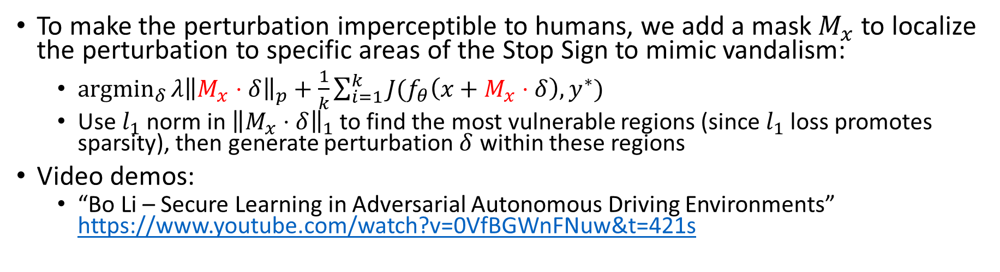 • To make the perturbation imperceptible to humans, we add a mask $M_x$ to localize
the perturbation to specific areas of the Stop Sign to mimic vandalism:
• $\text{argmin}_\delta \, \lambda \|M_x \cdot \delta\|_p + \frac{1}{k} \sum_{i=1}^{k} J(f_\theta(x + M_x \cdot \delta), y^*)$
• Use $l_1$ norm in $\|M_x \cdot \delta\|_1$ to find the most vulnerable regions (since $l_1$ loss promotes
sparsity), then generate perturbation $\delta$ within these regions
• Video demos:
• “Bo Li – Secure Learning in Adversarial Autonomous Driving Environments”
https://www.youtube.com/watch?v=0VfBGWnFNuw&t=421s